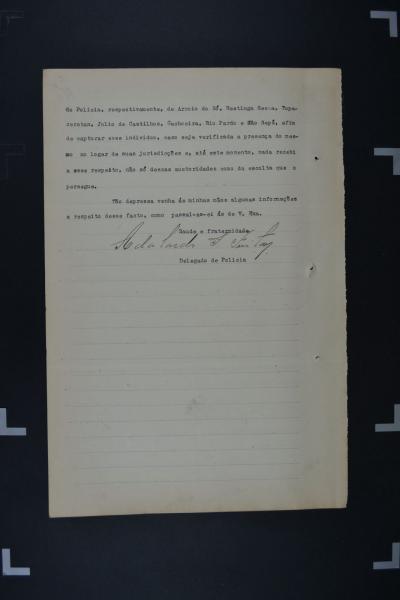 de Policia, respectivamente, de Arroio do Só, Restinga Secca, Tupa-
ceretan, Julio de Castilhos, Cachoeira, Rio Pardo e São Sepé, afim
de capturar esse individuo, caso seja verificada a presença do mes-
mo no logar de suas jurisdicções e, até este momento, nada recebi
a esse respeito, não só dessas auctoridades como da escolta que o
persegue.
Tão depressa venha ás minhas mãos algumas informações
a respeito desse facto, como passal-as-ei ás de V. Exa.
Saude e fraternidade
Delegado de Policia